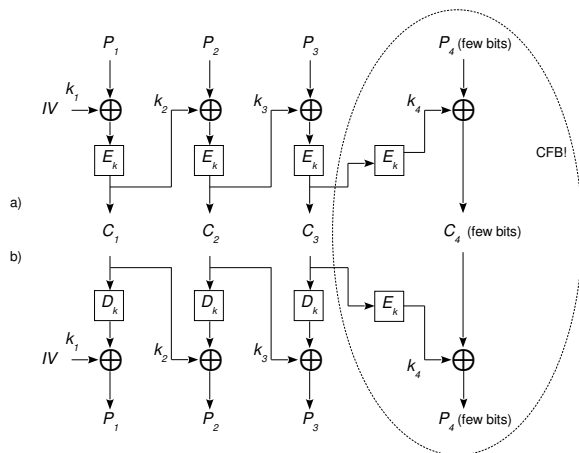 P1 P2 P3 P4 (few bits)
k1 k2 k3 k4
IV
Ek Ek Ek Ek CFB!
a)
C1 C2 C3 C4 (few bits)
b)
Dk Dk Dk Ek
k1 k2 k3 k4
IV
P1 P2 P3 P4 (few bits)